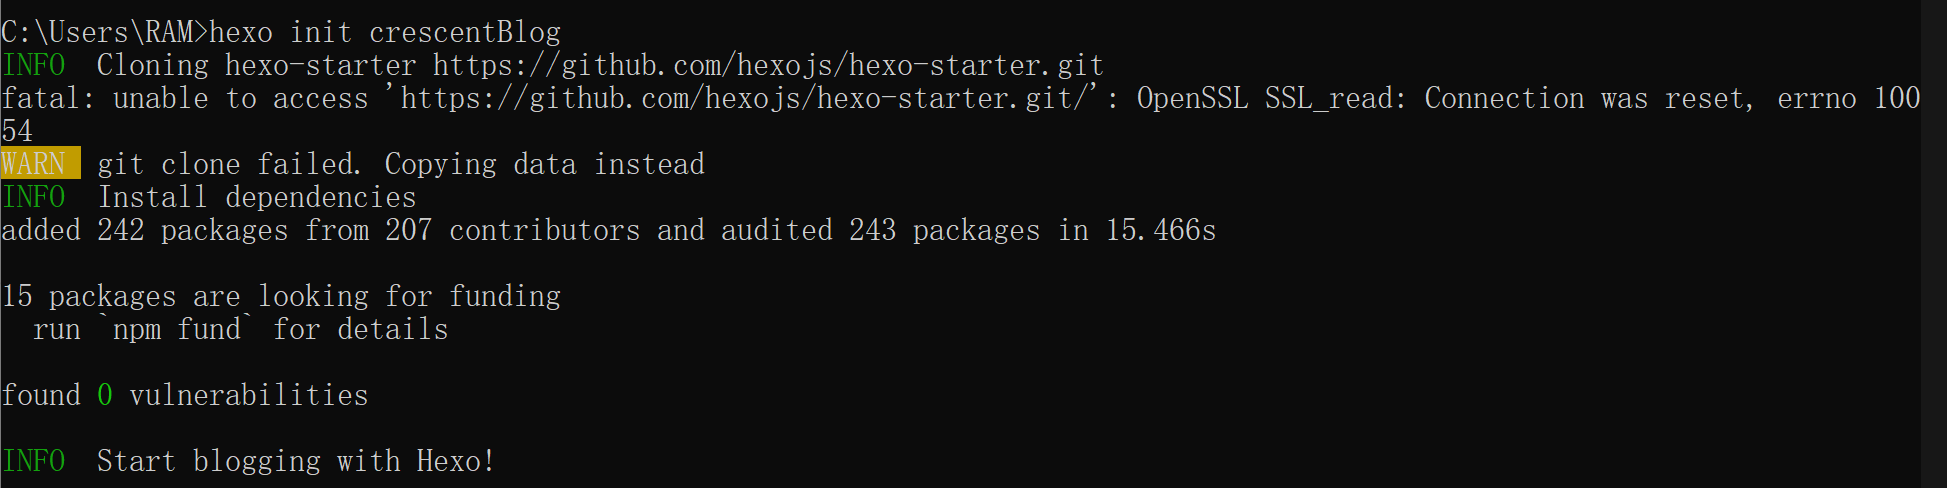 C:\Users\RAM>hexo init crescentBlog
INFO  Cloning hexo-starter https://github.com/hexojs/hexo-starter.git
fatal: unable to access 'https://github.com/hexojs/hexo-starter.git/': OpenSSL SSL_read: Connection was reset, errno 100
54
WARN  git clone failed. Copying data instead
INFO  Install dependencies
added 242 packages from 207 contributors and audited 243 packages in 15.466s
15 packages are looking for funding
  run `npm fund` for details
found 0 vulnerabilities
INFO  Start blogging with Hexo!